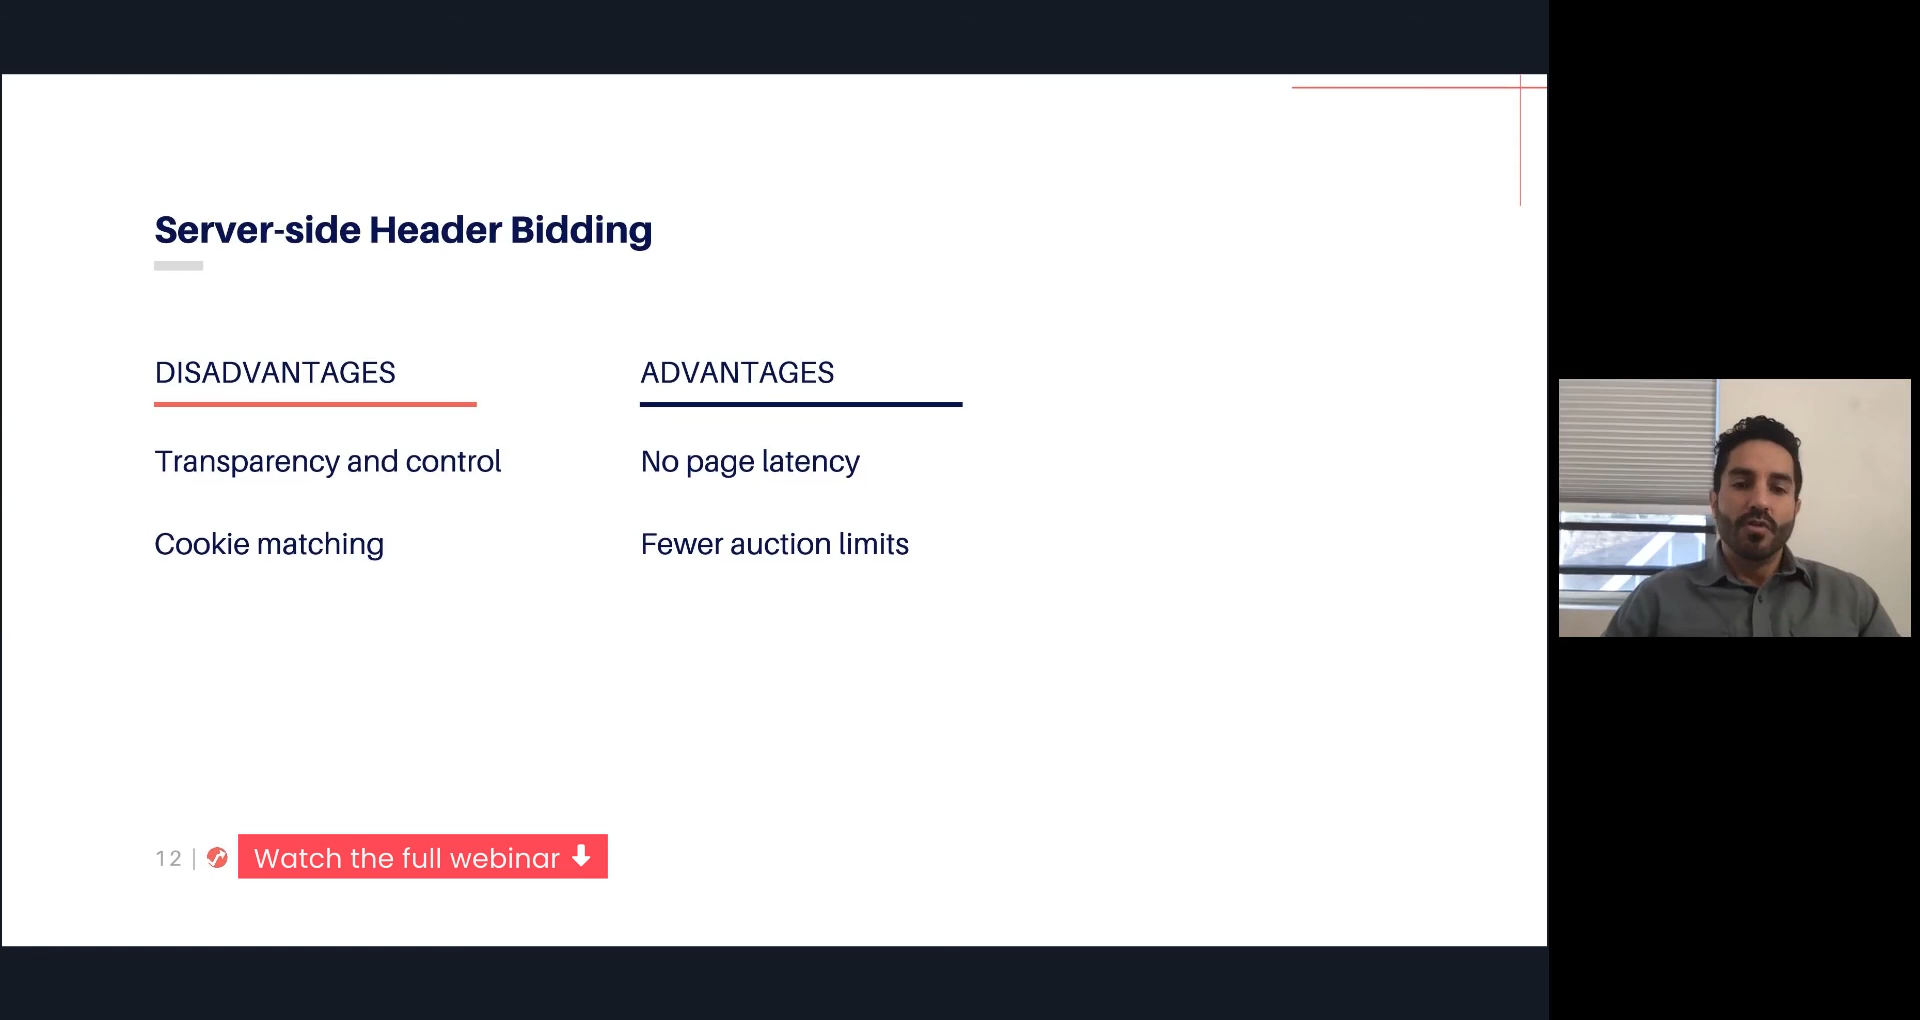 Server-side Header Bidding
DISADVANTAGES
Transparency and control
Cookie matching
ADVANTAGES
No page latency
Fewer auction limits
12 |
Watch the full webinar